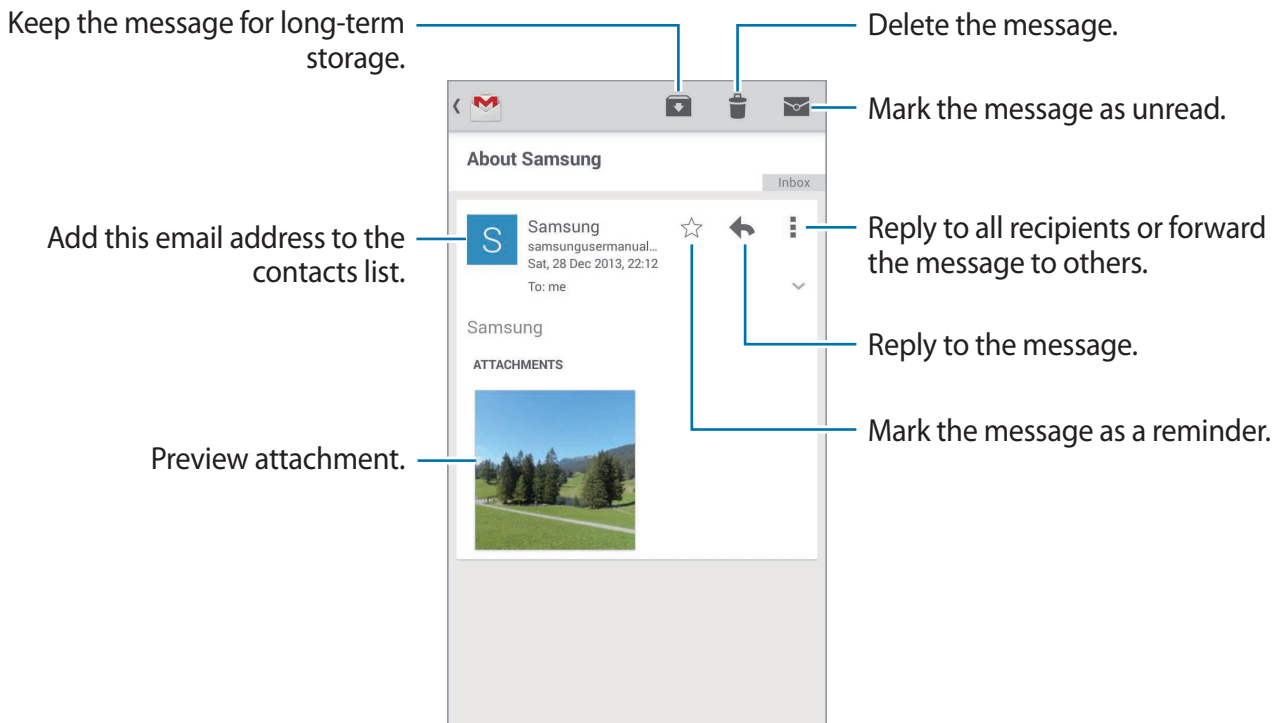 Keep the message for long-term
storage.
Delete the message.
Mark the message as unread.
About Samsung
Inbox
Add this email address to the
contacts list.
S
Samsung
samsungusermanual...
Sat, 28 Dec 2013, 22:12
To: me
Reply to all recipients or forward
the message to others.
Samsung
Reply to the message.
ATTACHMENTS
Mark the message as a reminder.
Preview attachment.